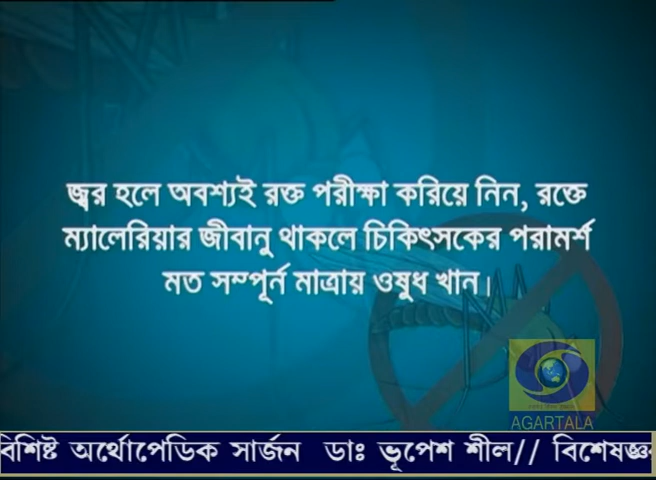 জ্বর হলে অবশ্যই রক্ত পরীক্ষা করিয়ে নিন, রক্তে
ম্যালেরিয়ার জীবানু থাকলে চিকিৎসকের পরামর্শ
মত সম্পূর্ন মাত্রায় ওষুধ খান।
AGARTALA
বিশিষ্ট অর্থোপেডিক সার্জন ডাঃ ভূপেশ শীল// বিশেষজ্ঞ